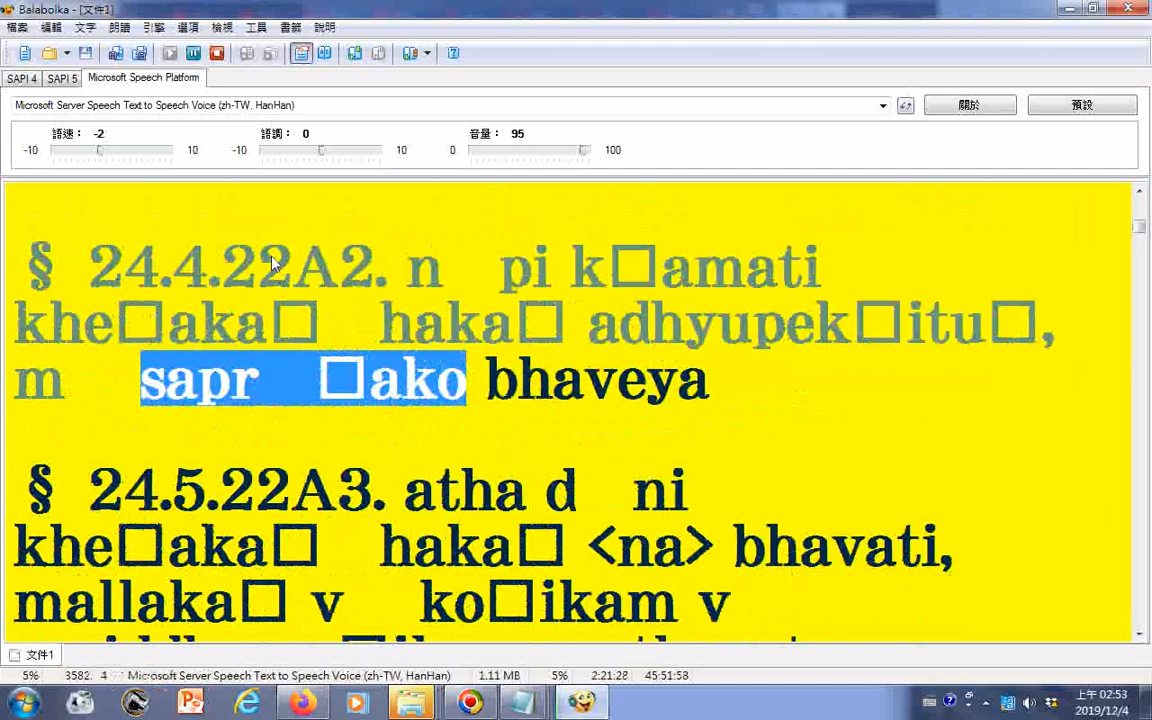 Balabolka - [文件1]
檔案 編輯 文字 朗讀 引擎 選項 檢視 工具 書籤 說明
SAPI 4 SAPI 5 Microsoft Speech Platform
Microsoft Server Speech Text to Speech Voice (zh-TW, HanHan) 關於 預設
語速： -2 語調： 0 音量： 95
-10 10 -10 10 0 100
§ 24.4.22A2. n pi k□amati
khe□aka□ haka□ adhyupek□itu□,
m sapr □ako bhaveya
§ 24.5.22A3. atha d ni
khe□aka□ haka□ <na> bhavati,
mallaka□ v ko□ikam v
文件1
5% 3582. 4 Microsoft Server Speech Text to Speech Voice (zh-TW, HanHan) 1.11 MB 5% 2:21:28 45:51:58
上午 02:53
2019/12/4